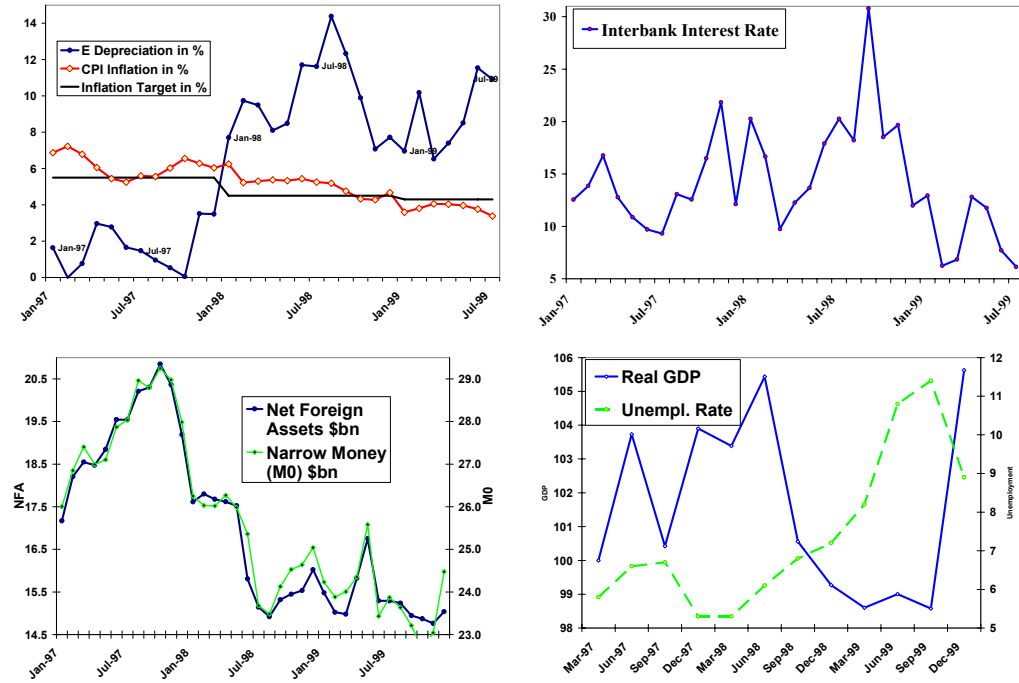 14
12
10
8
6
4
2
0
E Depreciation in %
CPI Inflation in %
Inflation Target in %
Jan-97
Jul-97
Jan-98
Jul-98
Jan-99
Jul-99
Jan-97
Jul-97
Jan-98
Jul-98
Jan-99
Jul-99
30
25
20
15
10
5
Interbank Interest Rate
Jan-97
Jul-97
Jan-98
Jul-98
Jan-99
Jul-99
NFA
20.5
19.5
18.5
17.5
16.5
15.5
14.5
Net Foreign
Assets $bn
Narrow Money
(M0) $bn
29.0
28.0
27.0
26.0
25.0
24.0
23.0
M0
Jan-97
Jul-97
Jan-98
Jul-98
Jan-99
Jul-99
GDP
106
105
104
103
102
101
100
99
98
Real GDP
Unempl. Rate
12
11
10
9
8
7
6
5
Unemployment
Mar-97
Jun-97
Sep-97
Dec-97
Mar-98
Jun-98
Sep-98
Dec-98
Mar-99
Jun-99
Sep-99
Dec-99